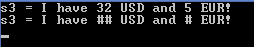 s3 = I have 32 USD and 5 EUR!
s3 = I have ## USD and # EUR!